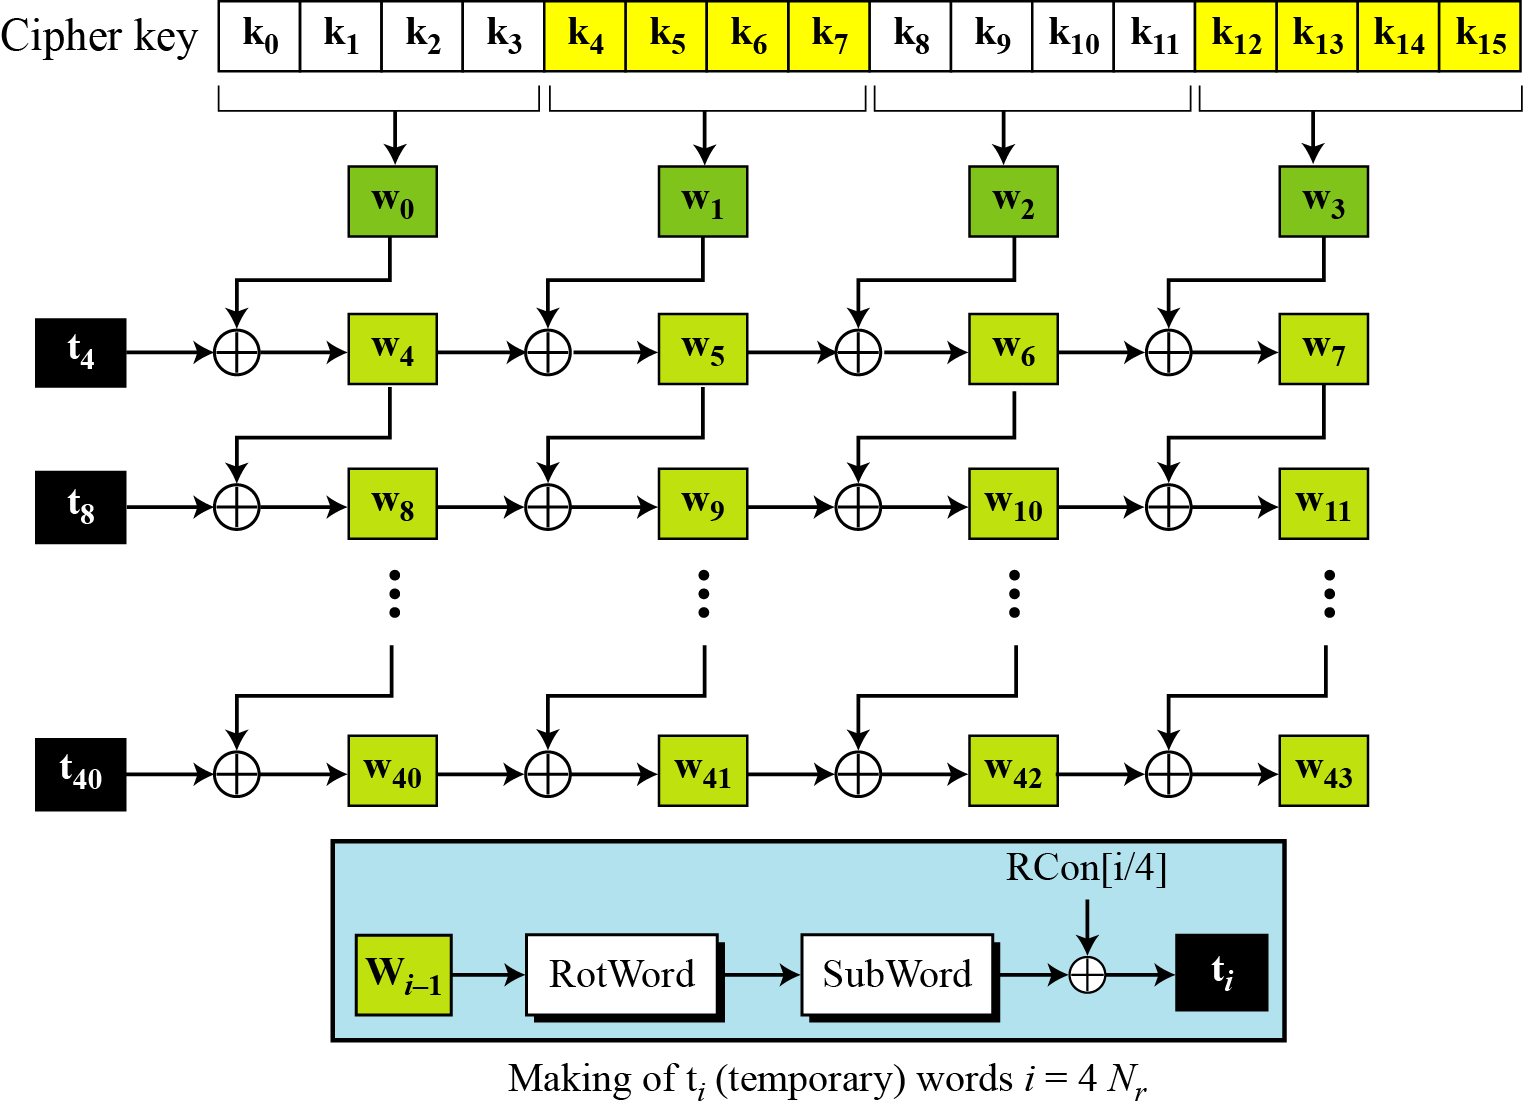 Cipher key k0 k1 k2 k3 k4 k5 k6 k7 k8 k9 k10 k11 k12 k13 k14 k15
w0 w1 w2 w3
t4 w4 w5 w6 w7
t8 w8 w9 w10 w11
t40 w40 w41 w42 w43
RCon[i/4]
wi–1 RotWord SubWord ti
Making of ti (temporary) words i = 4 Nr